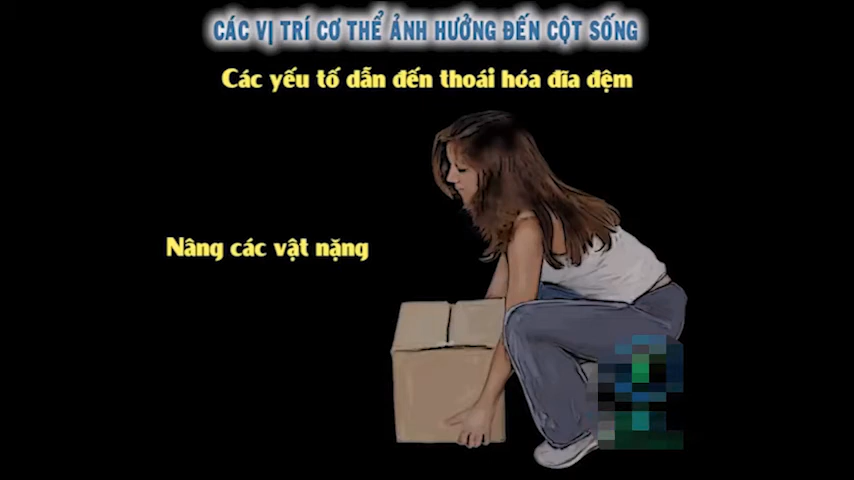 CÁC VỊ TRÍ CƠ THỂ ẢNH HƯỞNG ĐẾN CỘT SỐNG
Các yếu tố dẫn đến thoái hóa đĩa đệm
Nâng các vật nặng